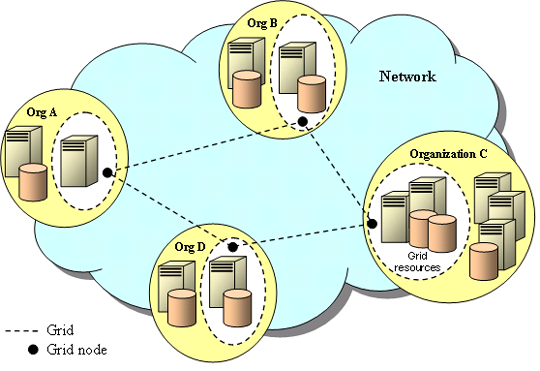 Org B
Network
Org A
Organization C
Grid
resources
Org D
Grid
Grid node